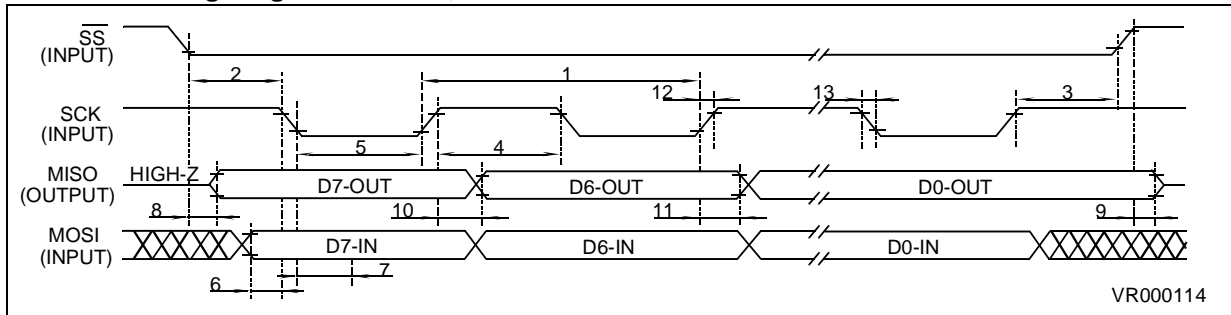 SS
(INPUT)
2
1
12
13
3
SCK
(INPUT)
5
4
MISO
(OUTPUT)
HIGH-Z
D7-OUT
D6-OUT
D0-OUT
8
10
11
9
MOSI
(INPUT)
D7-IN
D6-IN
D0-IN
7
6
VR000114